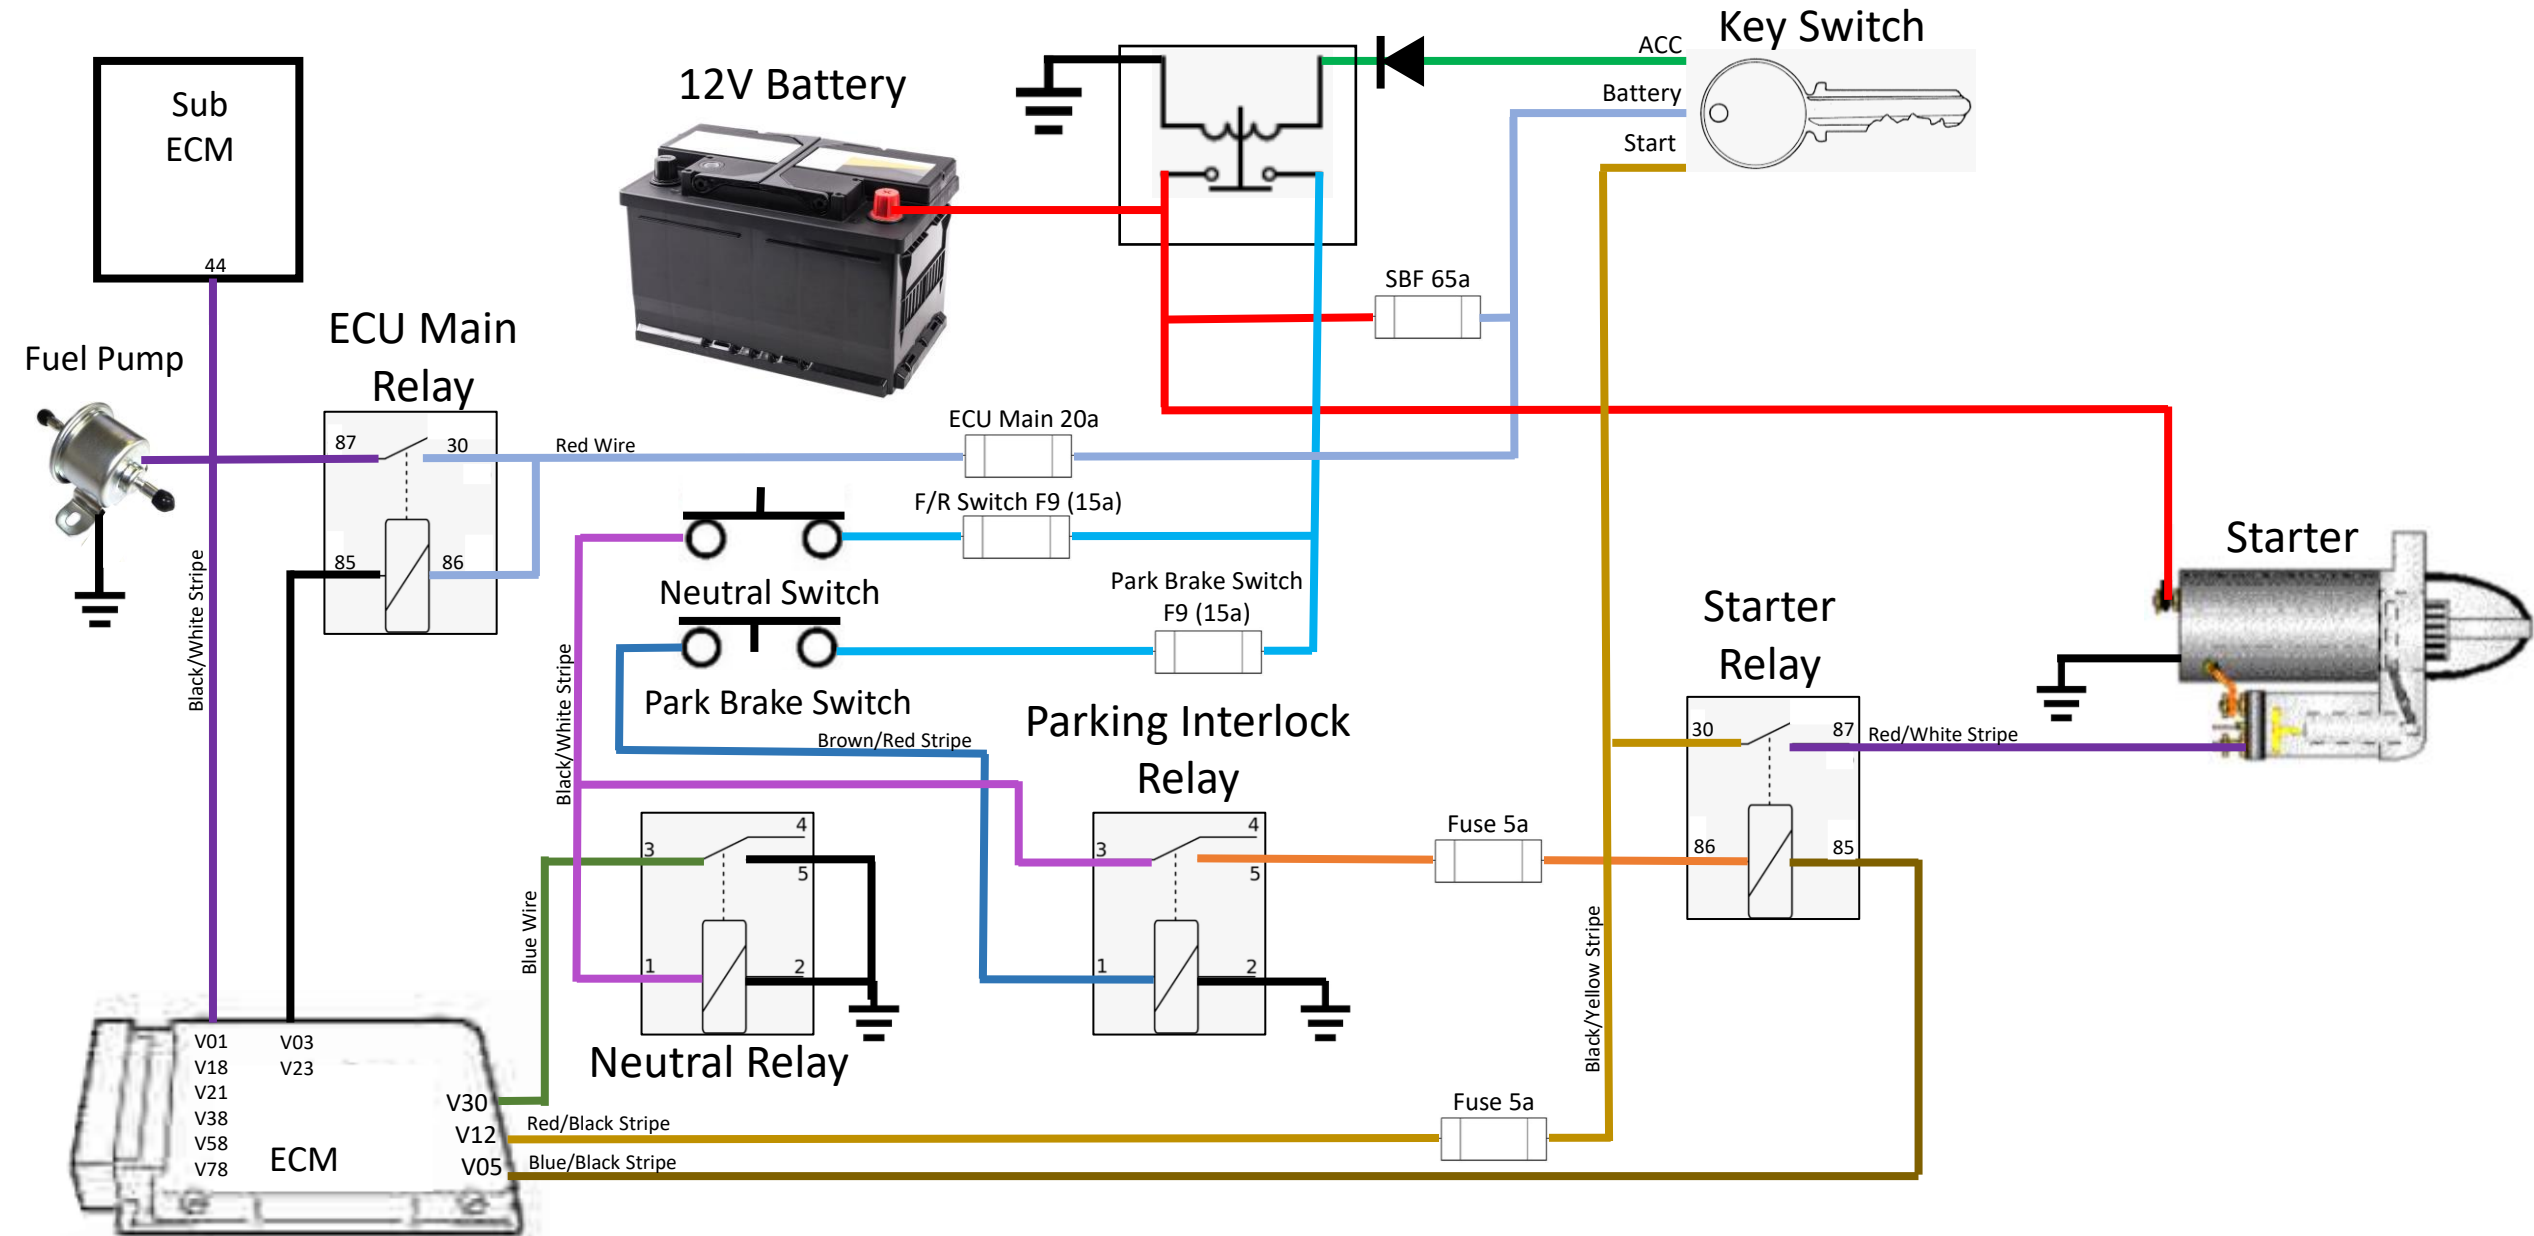 Key Switch
ACC
Battery
Start
12V Battery
Sub
ECM
44
SBF 65a
ECU Main
Relay
Fuel Pump
87
30
Red Wire
ECU Main 20a
85
86
F/R Switch F9 (15a)
Neutral Switch
Park Brake Switch
F9 (15a)
Park Brake Switch
Black/White Stripe
Black/White Stripe
Brown/Red Stripe
Parking Interlock
Relay
Starter
Starter
Relay
30
87
Red/White Stripe
86
85
3
4
5
1
2
Neutral Relay
3
4
5
1
2
Fuse 5a
Blue Wire
Black/Yellow Stripe
Fuse 5a
V01
V18
V21
V38
V58
V78
V03
V23
ECM
V30
V12
V05
Red/Black Stripe
Blue/Black Stripe